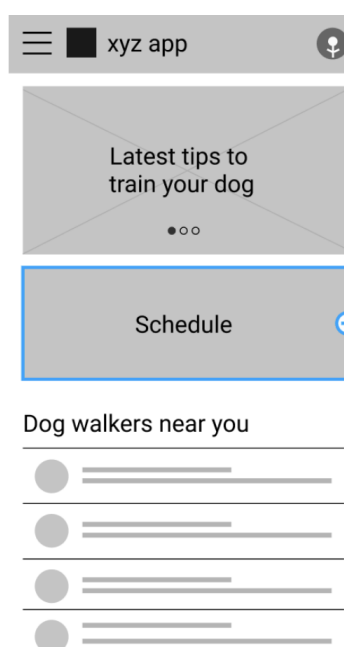 xyz app
Latest tips to
train your dog
Schedule
Dog walkers near you